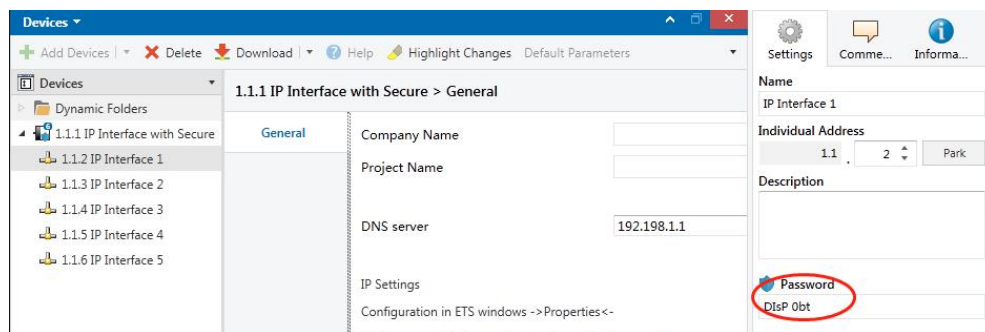 Devices
Add Devices Delete Download Help Highlight Changes Default Parameters
Devices
Dynamic Folders
1.1.1 IP Interface with Secure
1.1.2 IP Interface 1
1.1.3 IP Interface 2
1.1.4 IP Interface 3
1.1.5 IP Interface 4
1.1.6 IP Interface 5
1.1.1 IP Interface with Secure > General
General
Company Name
Project Name
DNS server 192.198.1.1
IP Settings
Configuration in ETS windows ->Properties<-
Settings Comme... Informa...
Name
IP Interface 1
Individual Address
1.1 . 2 Park
Description
Password
DIsP 0bt